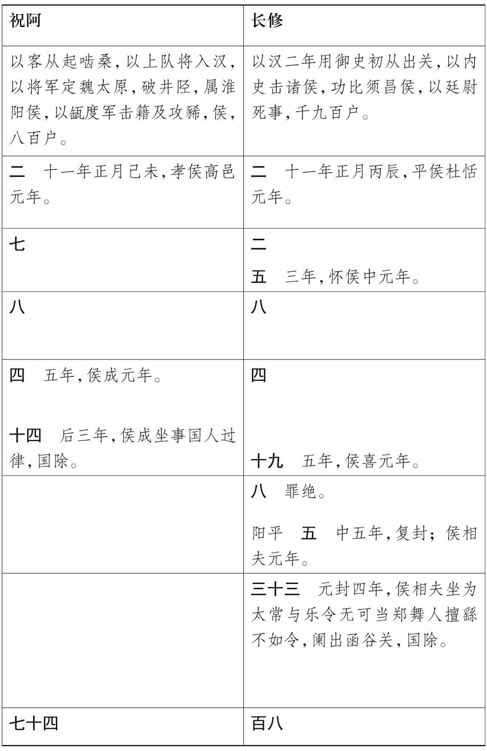 祝阿
长修
以客从起啮桑，以上队将入汉，
以将军定魏太原，破井陉，属淮
阳侯，以缻度军击籍及攻豨，侯，
八百户。
以汉二年用御史初从出关，以内
史击诸侯，功比须昌侯，以廷尉
死事，千九百户。
二　十一年正月己未，孝侯高邑
元年。
二　十一年正月丙辰，平侯杜恬
元年。
七
二
五　三年，怀侯中元年。
八
八
四　五年，侯成元年。
十四　后三年，侯成坐事国人过
律，国除。
四
十九　五年，侯喜元年。
八　罪绝。
阳平　五　中五年，复封；侯相
夫元年。
三十三　元封四年，侯相夫坐为
太常与乐令无可当郑舞人擅繇
不如令，阑出函谷关，国除。
七十四
百八